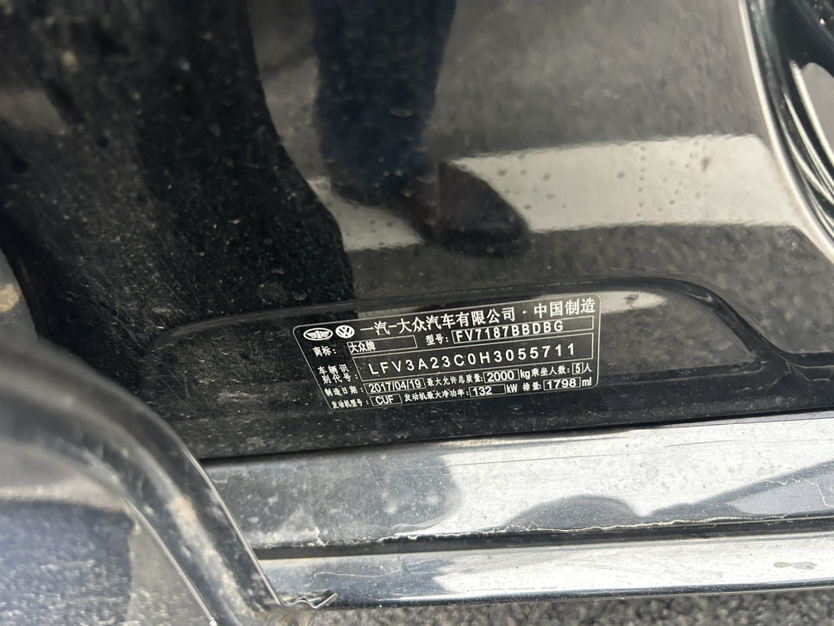 一汽-大众汽车有限公司·中国制造
商标: 大众牌 型号: FV7187BBDBG
车辆识别代号: LFV3A23C0H3055711
制造日期: 2017/04/19 最大允许总质量: 2000 kg 乘坐人数: 5 人
发动机型号: CUF 发动机最大净功率: 132 kW 排量: 1798 ml